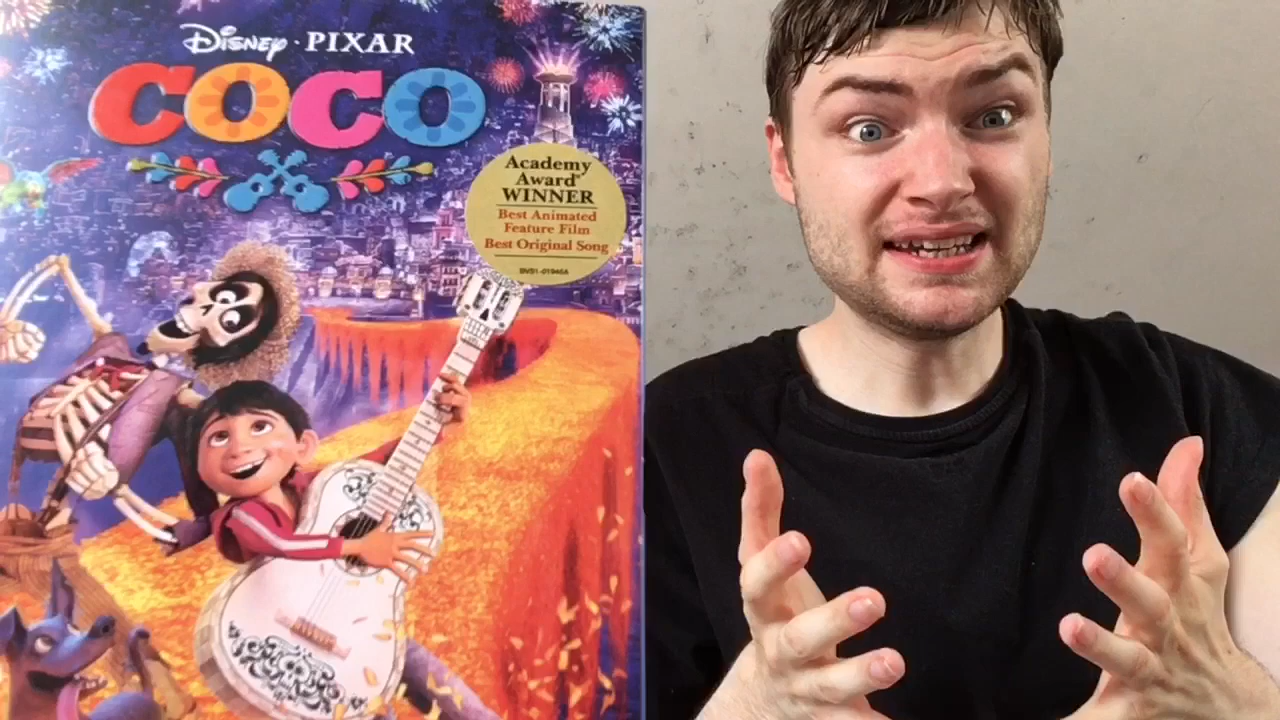 Disney · PIXAR
COCO
Academy
Award®
WINNER
Best Animated
Feature Film
Best Original Song